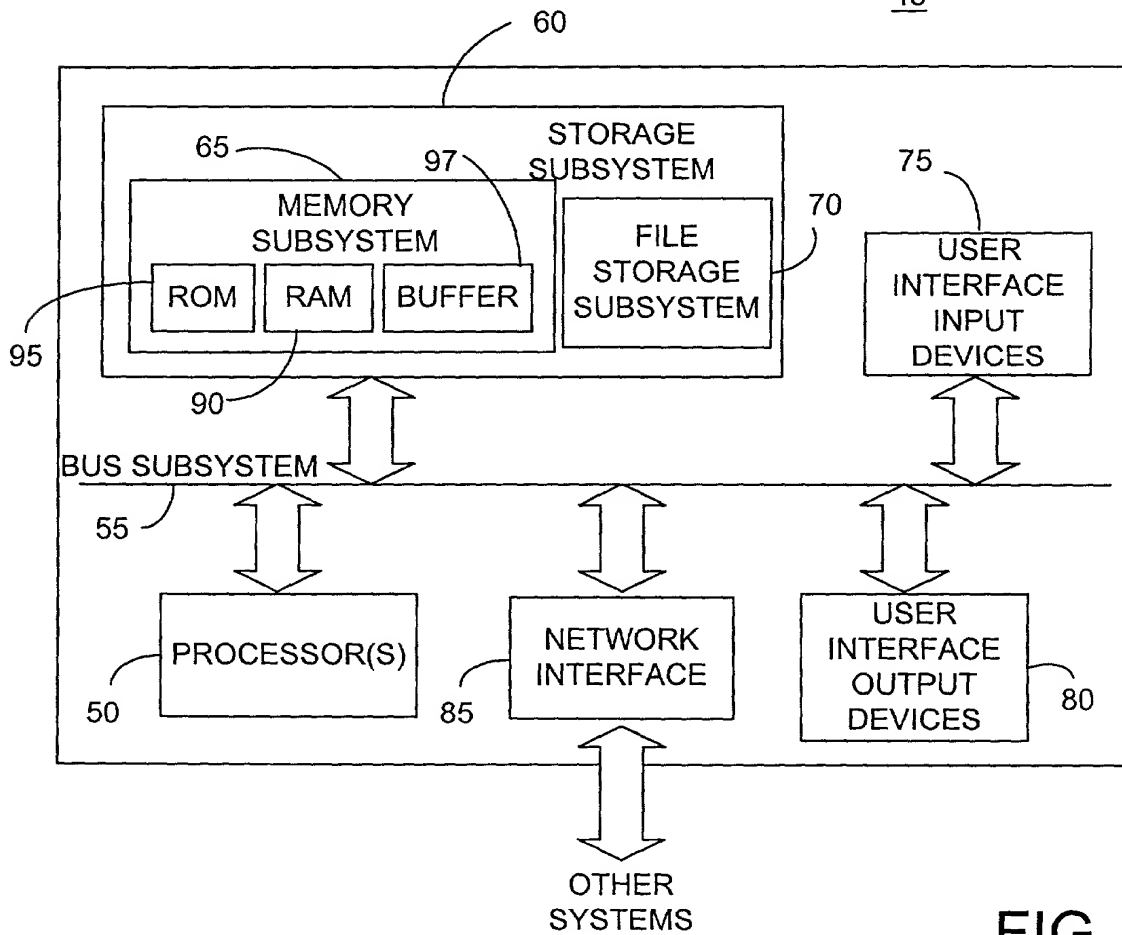 60
STORAGE
SUBSYSTEM
65
97
75
MEMORY
SUBSYSTEM
70
FILE
STORAGE
SUBSYSTEM
USER
INTERFACE
INPUT
DEVICES
ROM
RAM
BUFFER
95
90
BUS SUBSYSTEM
55
PROCESSOR(S)
NETWORK
INTERFACE
USER
INTERFACE
OUTPUT
DEVICES
50
85
80
OTHER
SYSTEMS
FIG